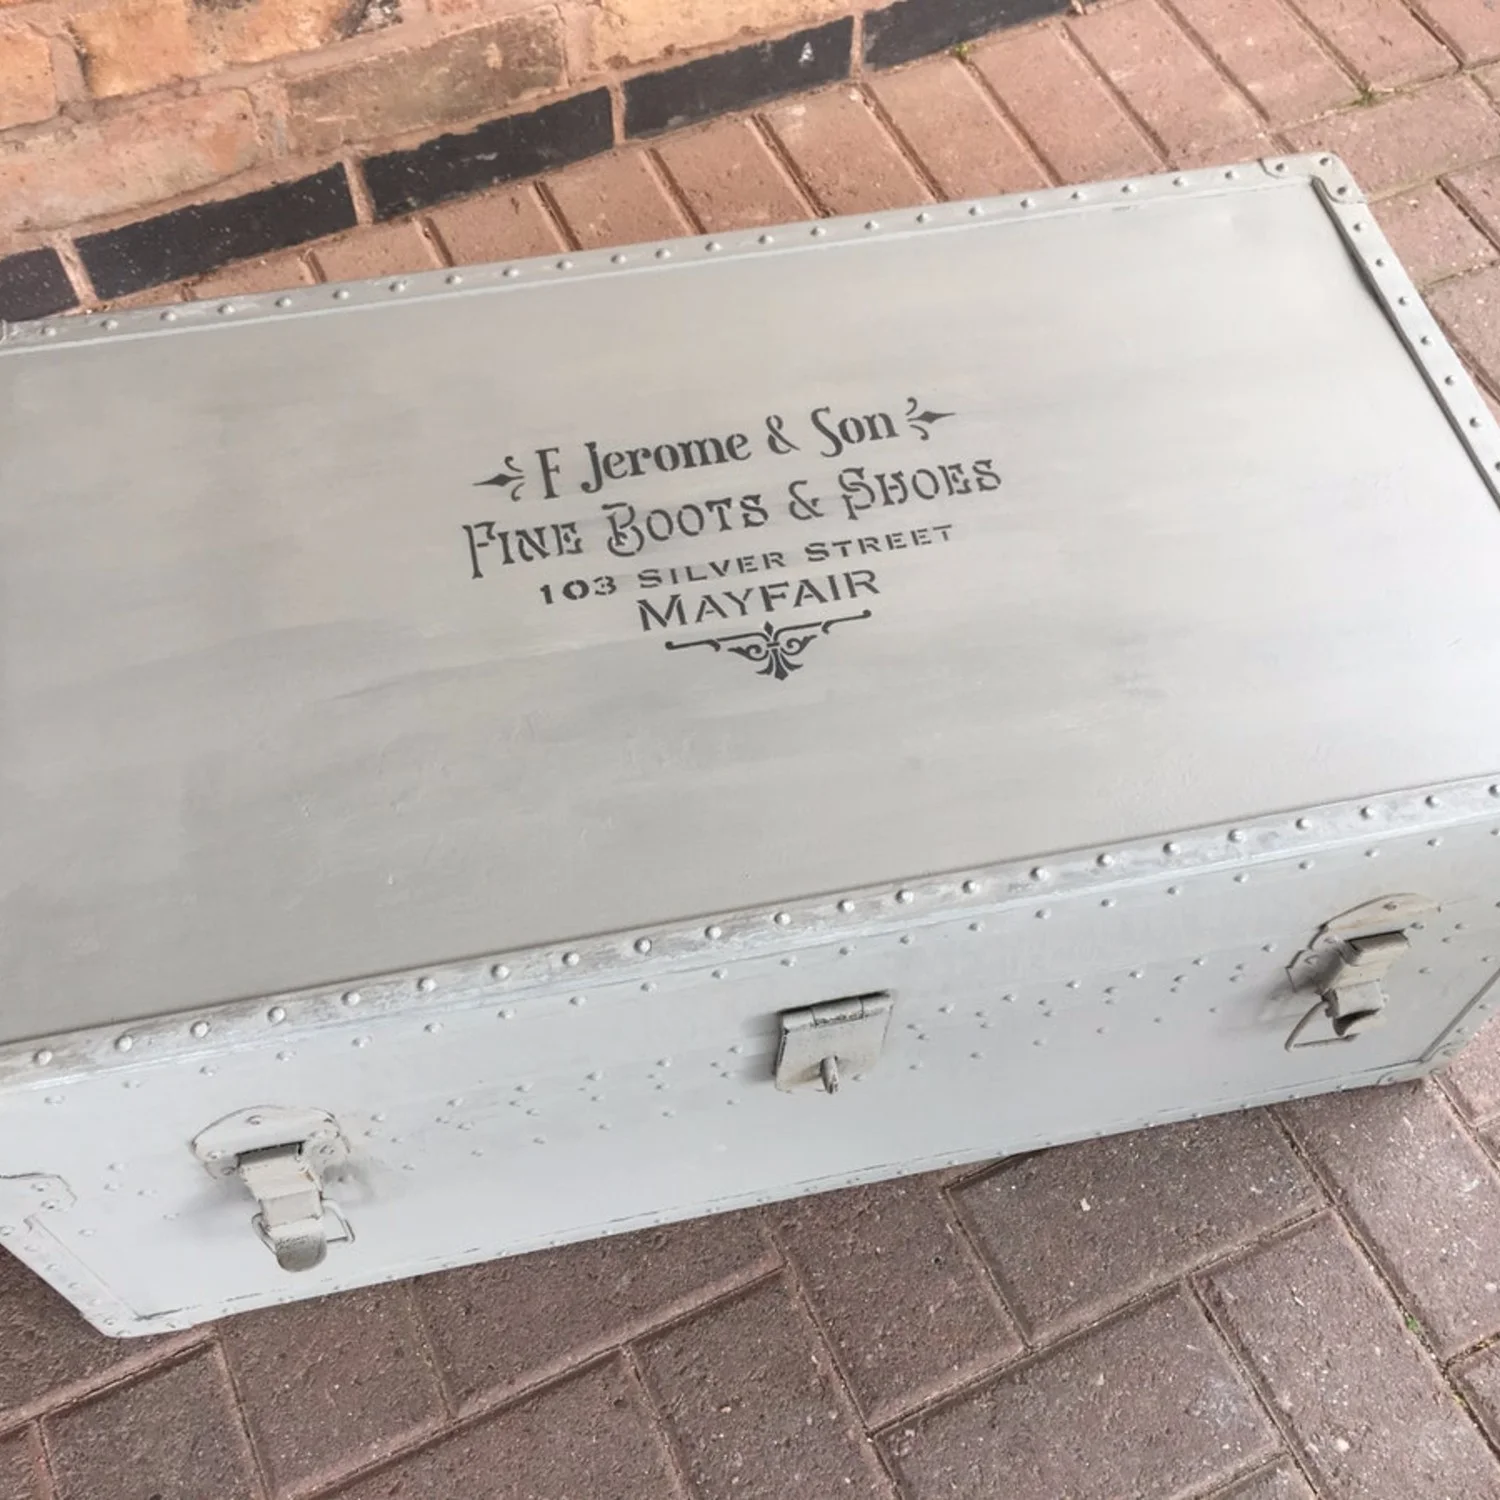 F Jerome & Son
FINE BOOTS & SHOES
103 SILVER STREET
MAYFAIR